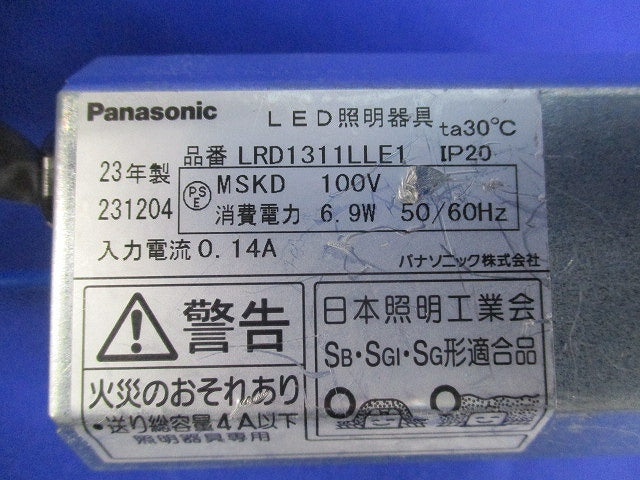 Panasonic
LED照明器具
ta30℃
品番 LRD1311LLE1 IP20
23年製
231204
PSE MSKD 100V
消費電力 6.9W 50/60Hz
入力電流0.14A
パナソニック株式会社
警告
火災のおそれあり
・送り総容量4A以下
照明器具専用
日本照明工業会
SB・SGI・SG形適合品